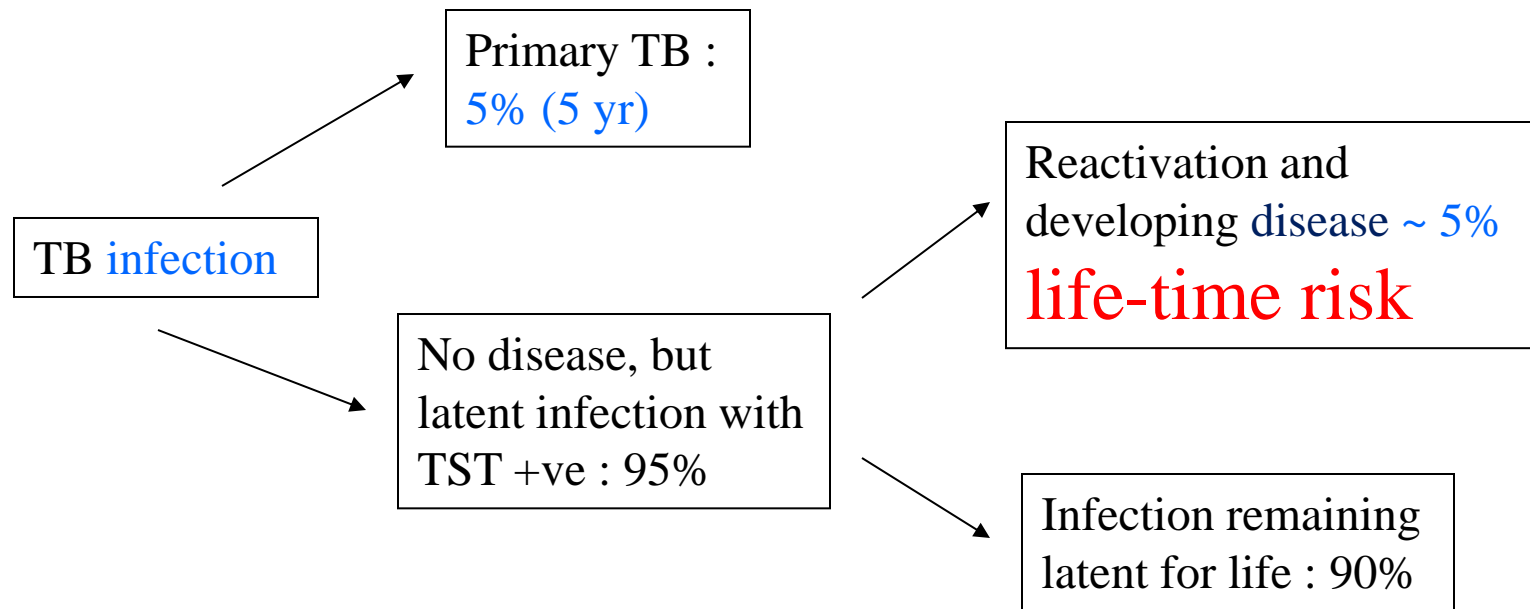 Primary TB :
5% (5 yr)
TB infection
No disease, but
latent infection with
TST +ve : 95%
Reactivation and
developing disease ~ 5%
life-time risk
Infection remaining
latent for life : 90%